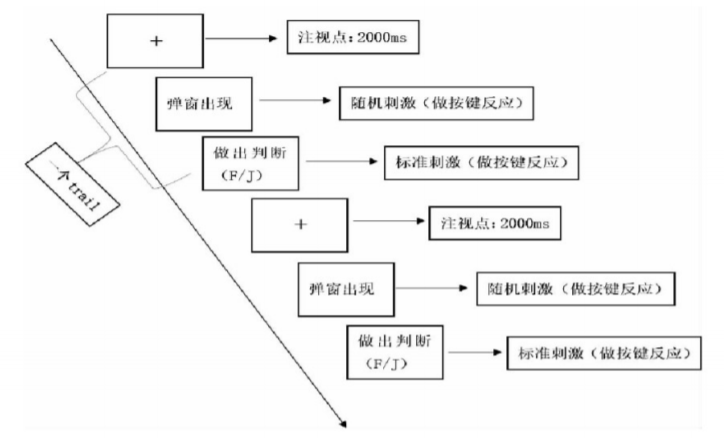 +
注视点：2000ms
弹窗出现
随机刺激（做按键反应）
做出判断
（F/J）
标准刺激（做按键反应）
一个 trail
+
注视点：2000ms
弹窗出现
随机刺激（做按键反应）
做出判断
（F/J）
标准刺激（做按键反应）